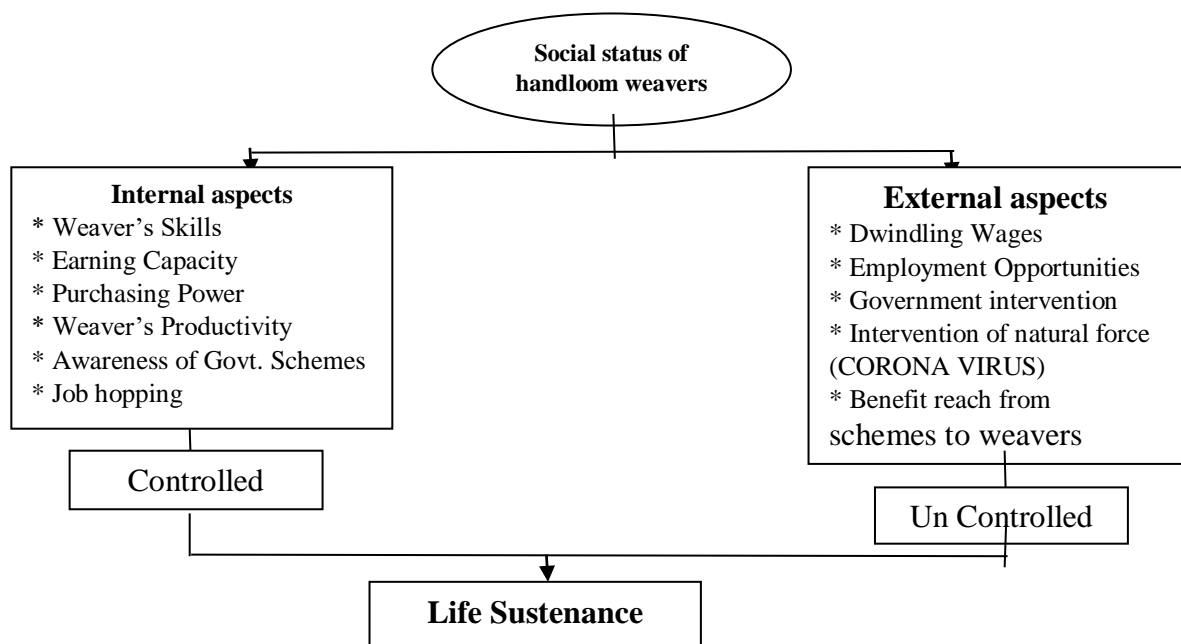 Social status of
handloom weavers
Internal aspects
* Weaver's Skills
* Earning Capacity
* Purchasing Power
* Weaver's Productivity
* Awareness of Govt. Schemes
* Job hopping
External aspects
* Dwindling Wages
* Employment Opportunities
* Government intervention
* Intervention of natural force
(CORONA VIRUS)
* Benefit reach from
schemes to weavers
Controlled
Un Controlled
Life Sustenance